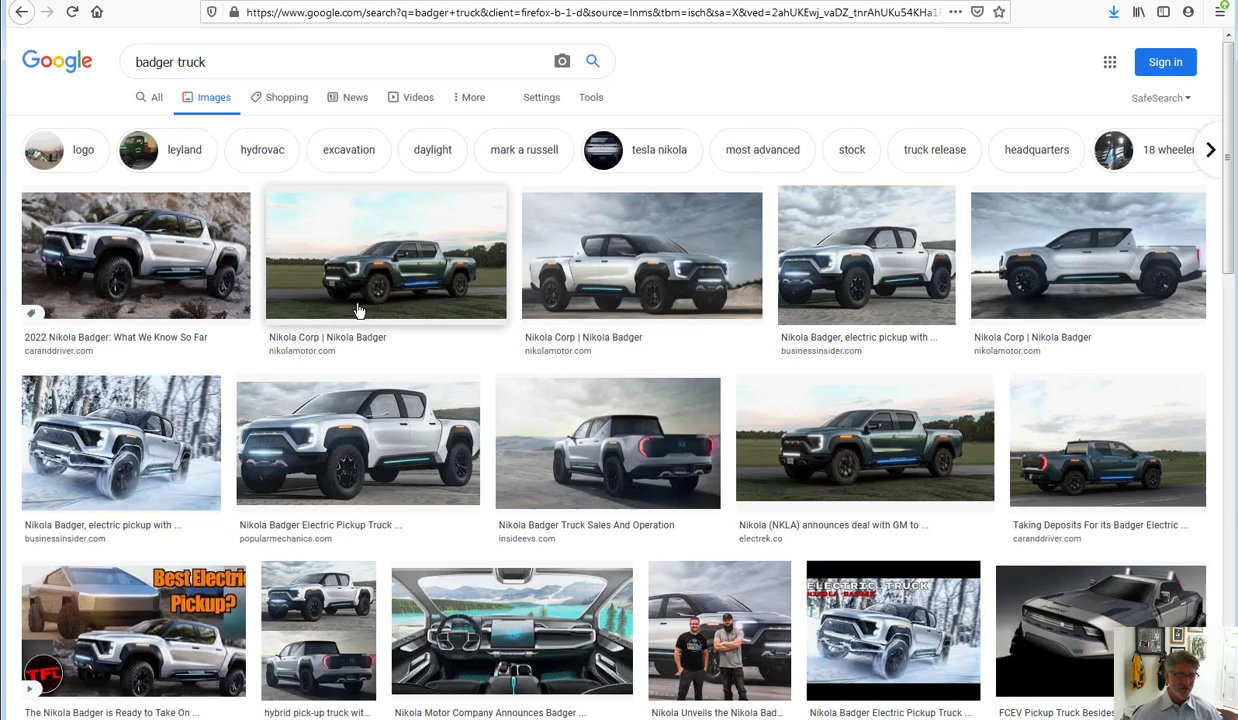 https://www.google.com/search?q=badger+truck&client=firefox-b-1-d&source=lnms&tbm=isch&sa=X&ved=2ahUKEwj_vaDZ_tnrAhUKu54KHa1
Google
badger truck
Sign in
All
Images
Shopping
News
Videos
More
Settings
Tools
SafeSearch
logo
leyland
hydrovac
excavation
daylight
mark a russell
tesla nikola
most advanced
stock
truck release
headquarters
18 wheeler
2022 Nikola Badger: What We Know So Far
caranddriver.com
Nikola Corp | Nikola Badger
nikolamotor.com
Nikola Corp | Nikola Badger
nikolamotor.com
Nikola Badger, electric pickup with ...
businessinsider.com
Nikola Corp | Nikola Badger
nikolamotor.com
Nikola Badger, electric pickup with ...
businessinsider.com
Nikola Badger Electric Pickup Truck ...
popularmechanics.com
Nikola Badger Truck Sales And Operation
insideevs.com
Nikola (NKLA) announces deal with GM to ...
electrek.co
Taking Deposits For its Badger Electric ...
caranddriver.com
Best Electric
Pickup?
TFL
ELECTRIC TRUCK
NIKOLA BADGER
The Nikola Badger is Ready to Take On ...
hybrid pick-up truck wit...
Nikola Motor Company Announces Badger ...
Nikola Unveils the Nikola Bad...
Nikola Badger Electric Pickup Truck ...
FCEV Pickup Truck Besides